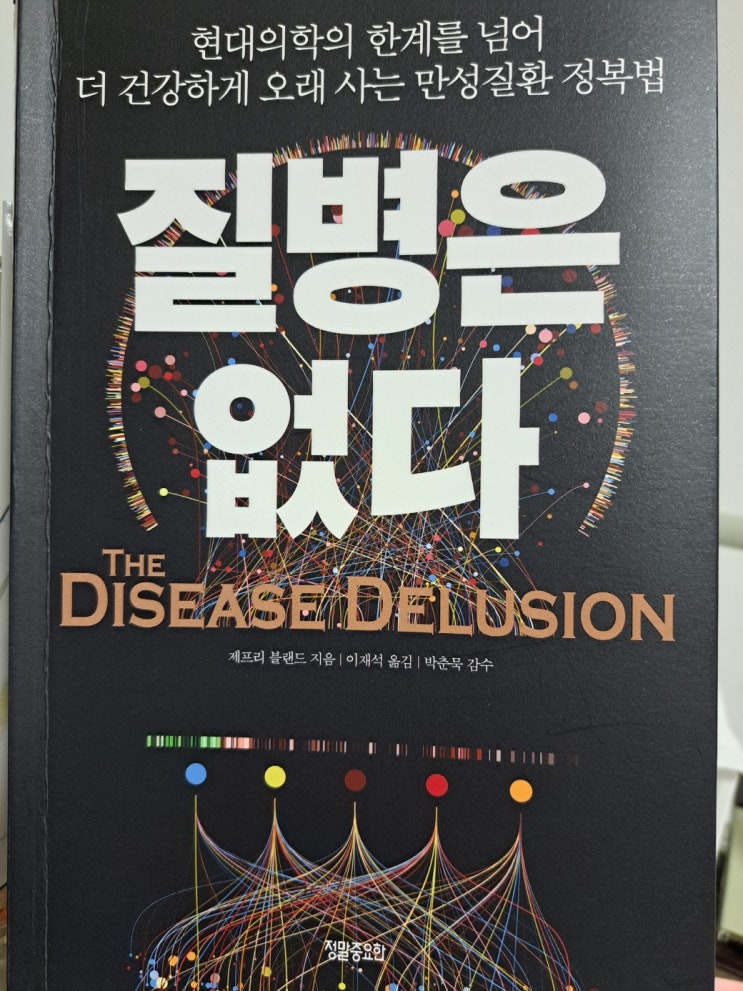 현대의학의 한계를 넘어
더 건강하게 오래 사는 만성질환 정복법
질병은
없다
THE
DISEASE DELUSION
제프리 블랜드 지음 | 이재석 옮김 | 박춘묵 감수
정말중요한